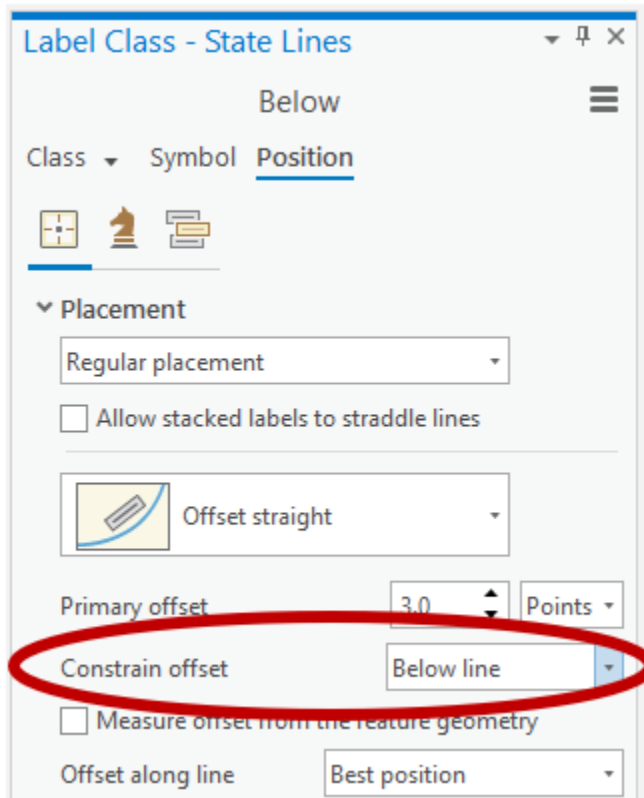 Label Class - State Lines
Below
Class Symbol Position
Placement
Regular placement
Allow stacked labels to straddle lines
Offset straight
Primary offset 3.0 Points
Constrain offset Below line
Measure offset from the feature geometry
Offset along line Best position